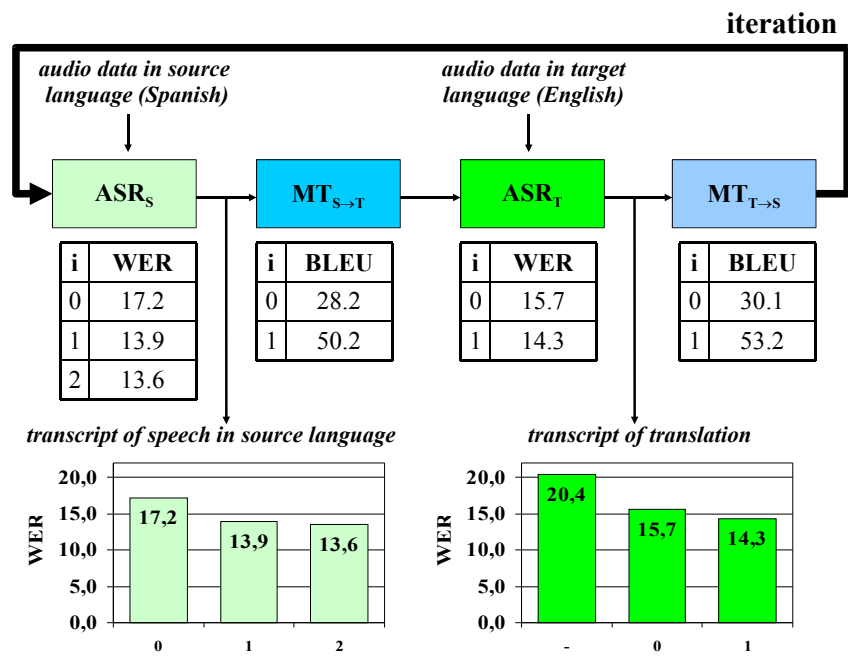 iteration
audio data in source
language (Spanish)
audio data in target
language (English)
ASR_S
MT_S→T
ASR_T
MT_T→S
i WER
0 17.2
1 13.9
2 13.6
i BLEU
0 28.2
1 50.2
i WER
0 15.7
1 14.3
i BLEU
0 30.1
1 53.2
transcript of speech in source language
WER
20,0
15,0
10,0
5,0
0,0
17,2
13,9
13,6
0 1 2
transcript of translation
WER
20,0
15,0
10,0
5,0
0,0
20,4
15,7
14,3
- 0 1